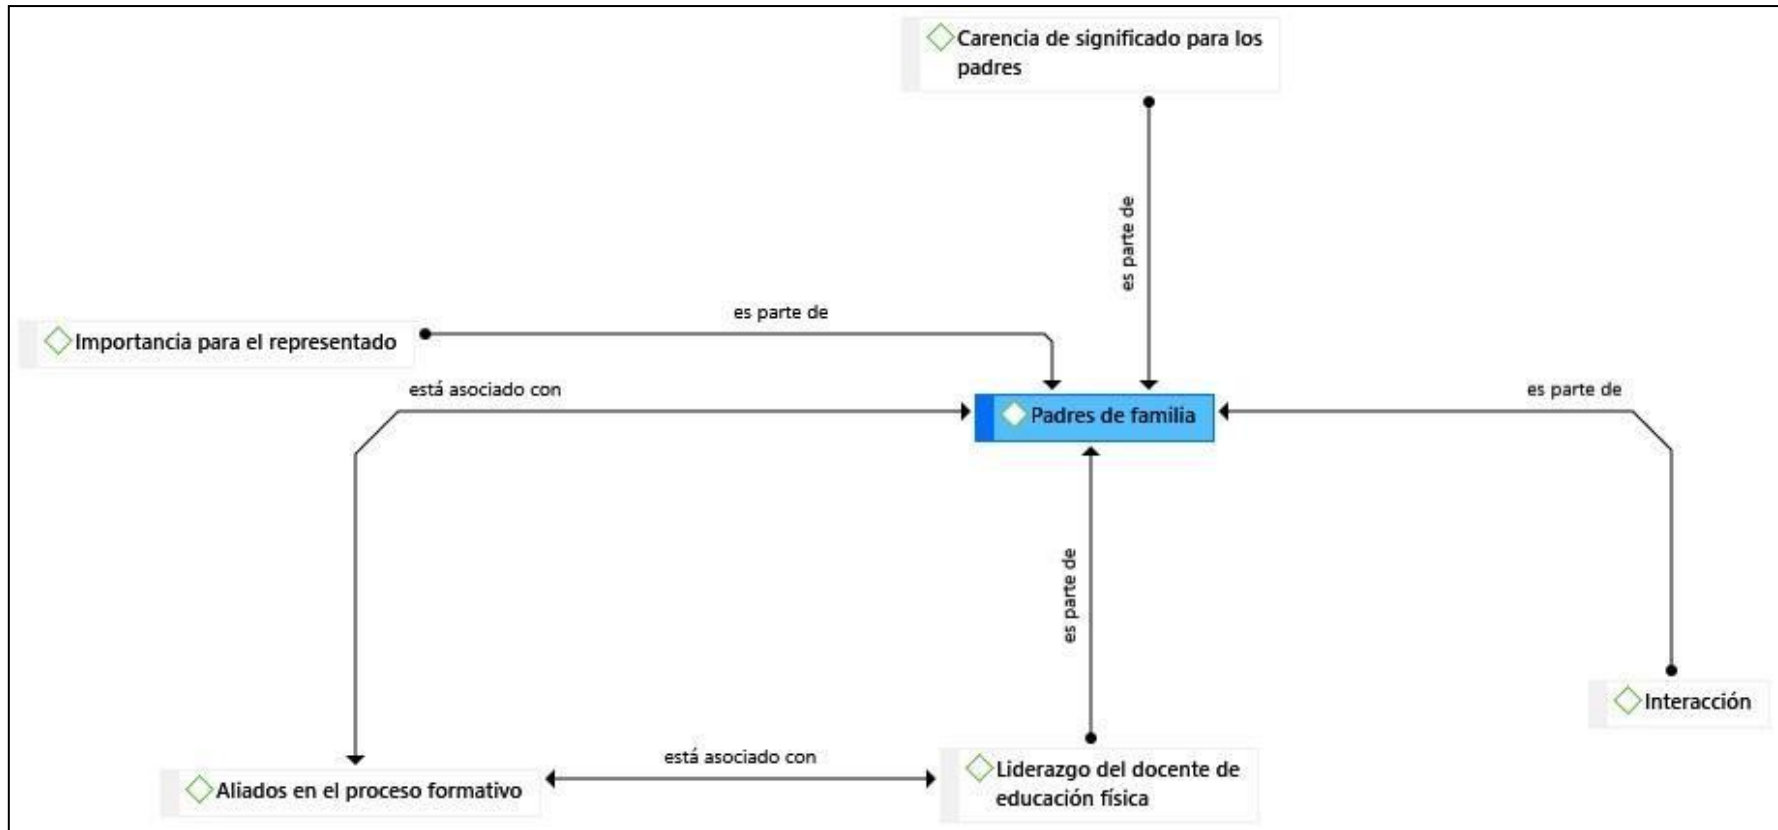 Carencia de significado para los
padres
es parte de
es parte de
Importancia para el representado
está asociado con
es parte de
Padres de familia
es parte de
Interacción
está asociado con
Liderazgo del docente de
educación física
Aliados en el proceso formativo